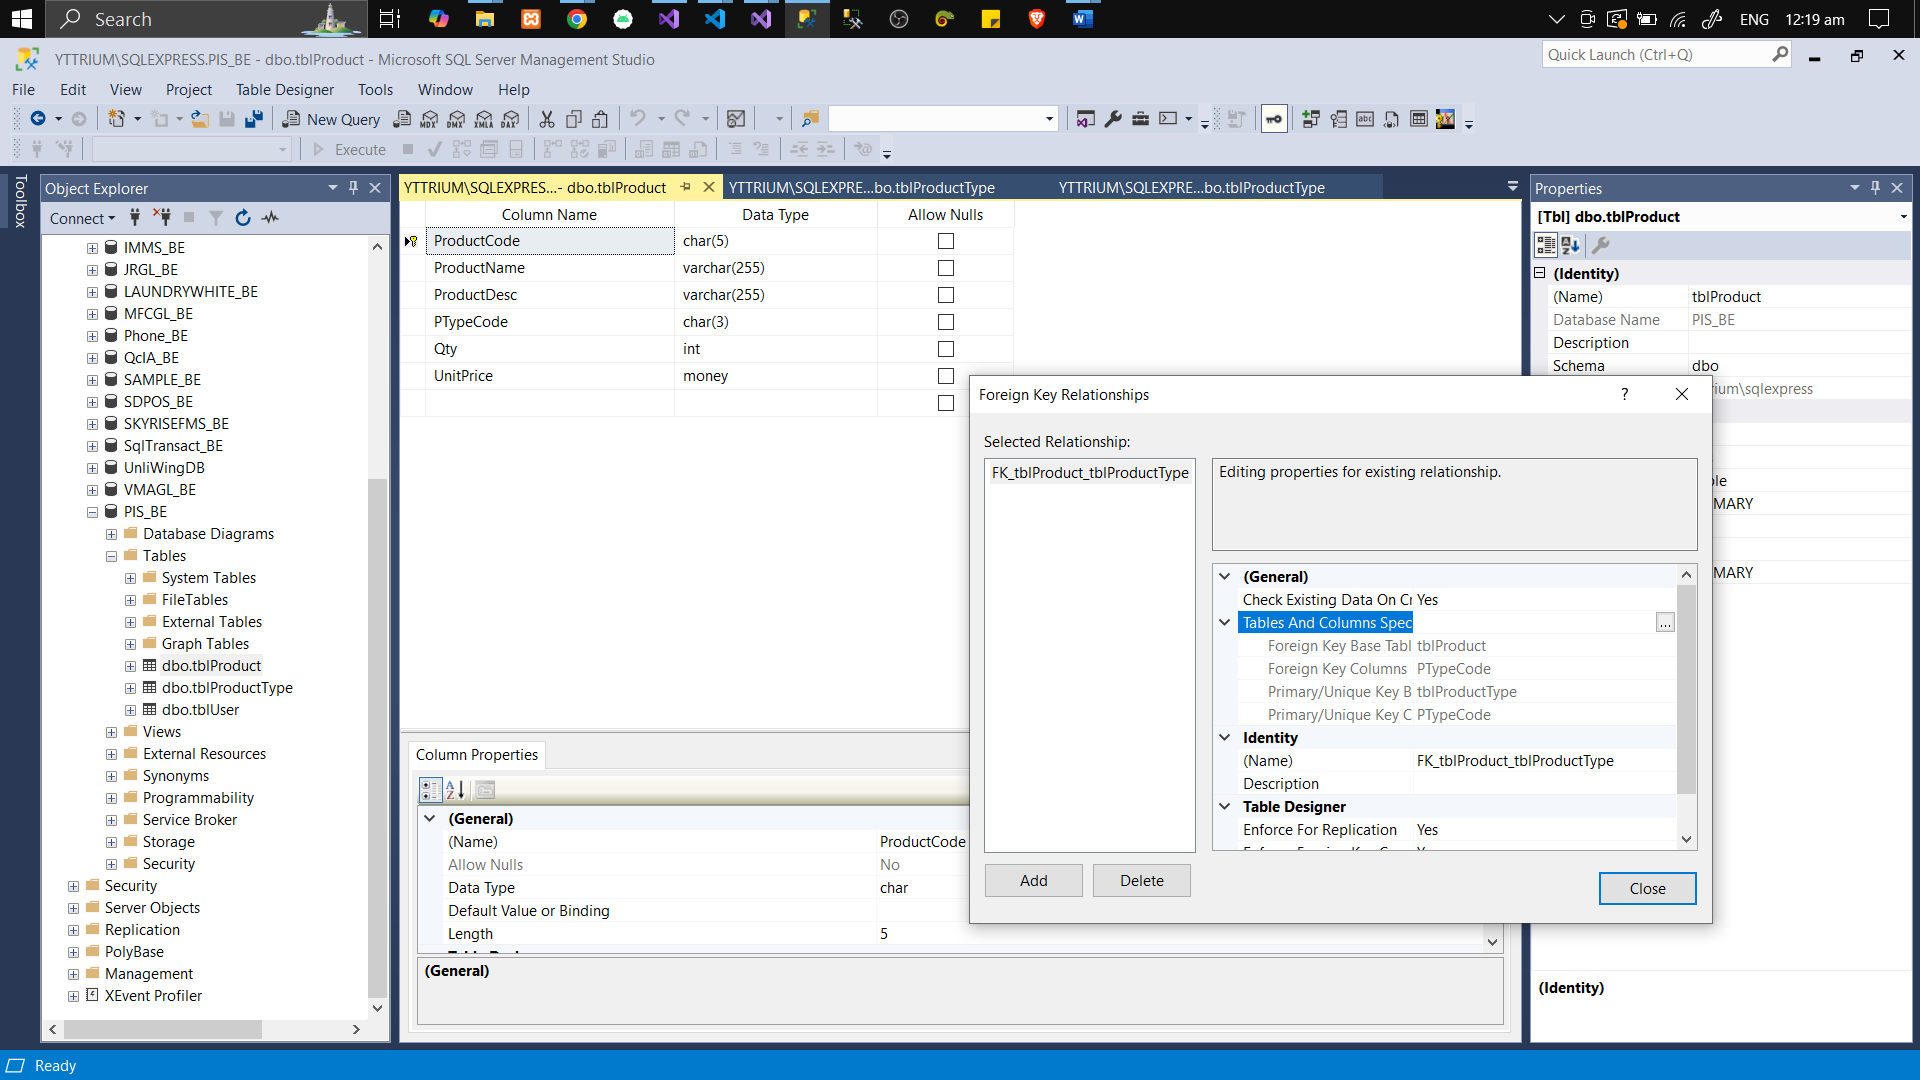 Search
ENG
12:19 am
YTTRIUM\SQLEXPRESS.PIS_BE - dbo.tblProduct - Microsoft SQL Server Management Studio
Quick Launch (Ctrl+Q)
File Edit View Project Table Designer Tools Window Help
New Query
MDX DMX XMLA DAX
Execute
Toolbox
Object Explorer
Connect
IMMS_BE
JRGL_BE
LAUNDRYWHITE_BE
MFCGL_BE
Phone_BE
QcIA_BE
SAMPLE_BE
SDPOS_BE
SKYRISEFMS_BE
SqlTransact_BE
UnliWingDB
VMAGL_BE
PIS_BE
Database Diagrams
Tables
System Tables
FileTables
External Tables
Graph Tables
dbo.tblProduct
dbo.tblProductType
dbo.tblUser
Views
External Resources
Synonyms
Programmability
Service Broker
Storage
Security
Security
Server Objects
Replication
PolyBase
Management
XEvent Profiler
YTTRIUM\SQLEXPRES...- dbo.tblProduct
YTTRIUM\SQLEXPRE...bo.tblProductType
YTTRIUM\SQLEXPRE...bo.tblProductType
Column Name Data Type Allow Nulls
ProductCode char(5)
ProductName varchar(255)
ProductDesc varchar(255)
PTypeCode char(3)
Qty int
UnitPrice money
Column Properties
(General)
(Name) ProductCode
Allow Nulls No
Data Type char
Default Value or Binding
Length 5
(General)
Foreign Key Relationships
Selected Relationship:
FK_tblProduct_tblProductType
Editing properties for existing relationship.
(General)
Check Existing Data On Cr Yes
Tables And Columns Spec
...
Foreign Key Base Tabl tblProduct
Foreign Key Columns PTypeCode
Primary/Unique Key B tblProductType
Primary/Unique Key C PTypeCode
Identity
(Name) FK_tblProduct_tblProductType
Description
Table Designer
Enforce For Replication Yes
Add
Delete
Close
Properties
[Tbl] dbo.tblProduct
(Identity)
(Name) tblProduct
Database Name PIS_BE
Description
Schema dbo
rium\sqlexpress
ble
MARY
MARY
(Identity)
Ready